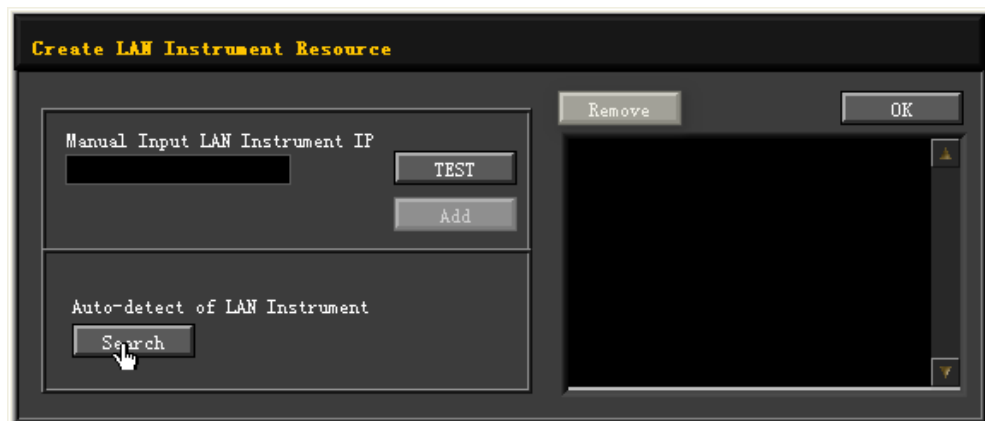 Create LAN Instrument Resource
Remove
OK
Manual Input LAN Instrument IP
TEST
Add
Auto-detect of LAN Instrument
Search